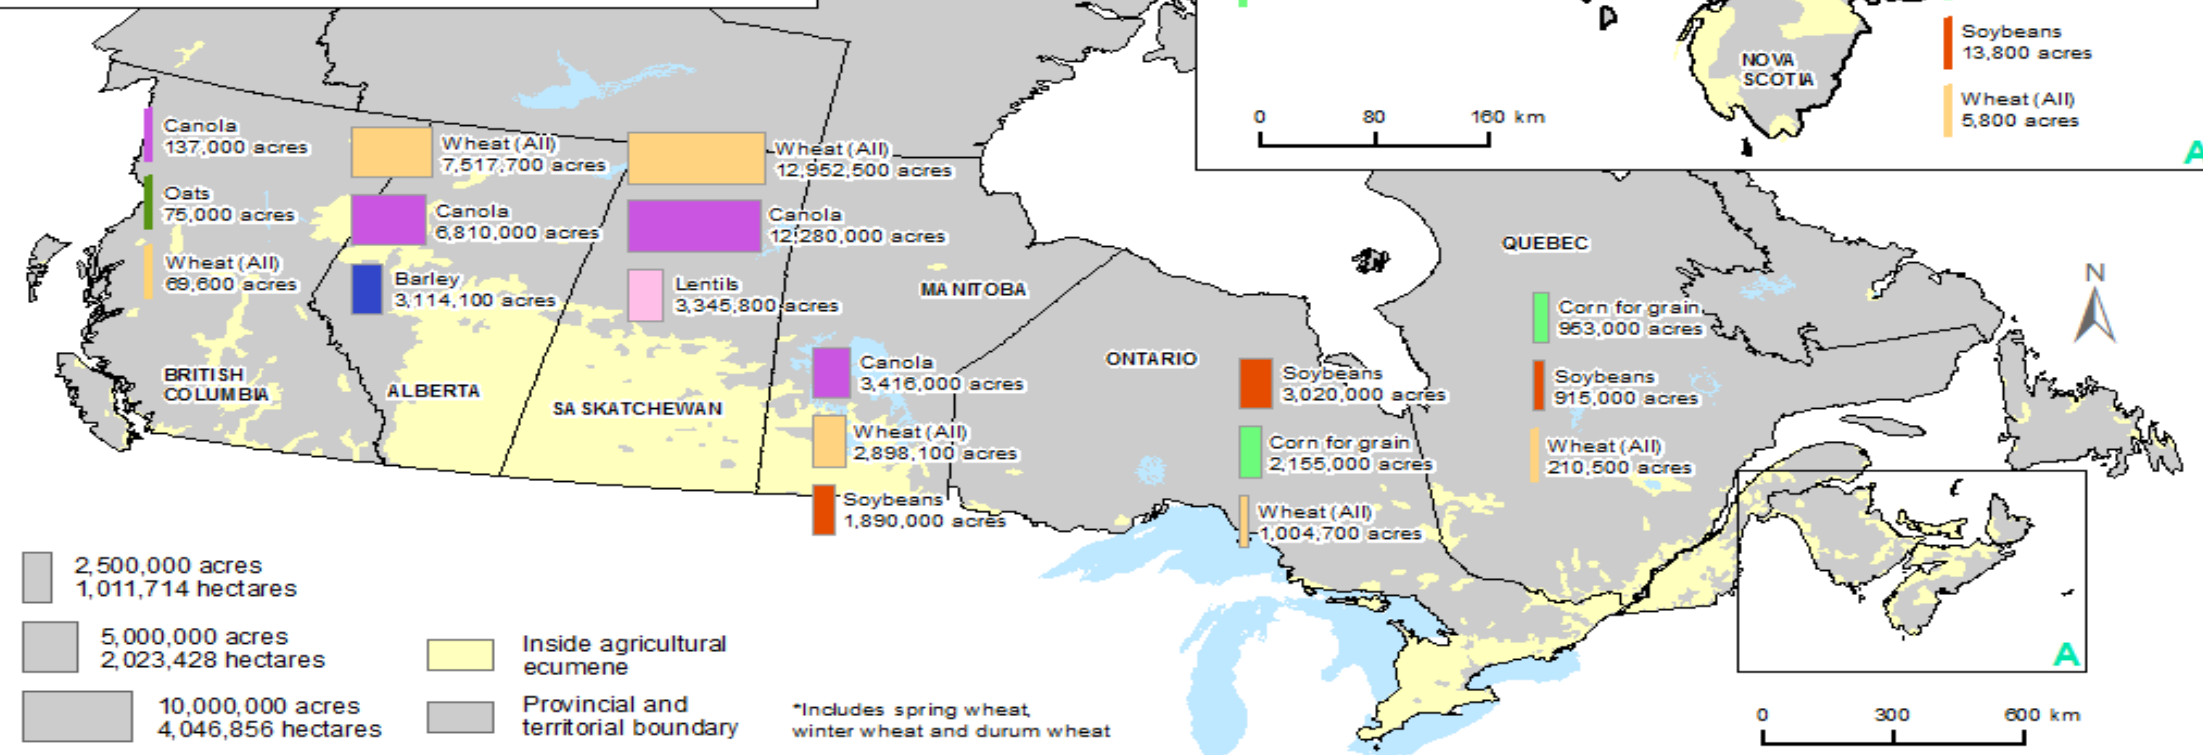 Soybeans
13,800 acres
Wheat (All)
5,800 acres
NOVA
SCOTIA
0 80 160 km
A
Canola
137,000 acres
Oats
75,000 acres
Wheat (All)
69,600 acres
BRITISH
COLUMBIA
Wheat (All)
7,517,700 acres
Canola
6,810,000 acres
Barley
3,114,100 acres
ALBERTA
Wheat (All)
12,952,500 acres
Canola
12,280,000 acres
Lentils
3,345,800 acres
SASKATCHEWAN
MANITOBA
Canola
3,416,000 acres
Wheat (All)
2,898,100 acres
Soybeans
1,890,000 acres
ONTARIO
Soybeans
3,020,000 acres
Corn for grain
2,155,000 acres
Wheat (All)
1,004,700 acres
QUEBEC
Corn for grain
953,000 acres
Soybeans
915,000 acres
Wheat (All)
210,500 acres
N
A
2,500,000 acres
1,011,714 hectares
5,000,000 acres
2,023,428 hectares
10,000,000 acres
4,046,856 hectares
Inside agricultural
ecumene
Provincial and
territorial boundary
*Includes spring wheat,
winter wheat and durum wheat
0 300 600 km